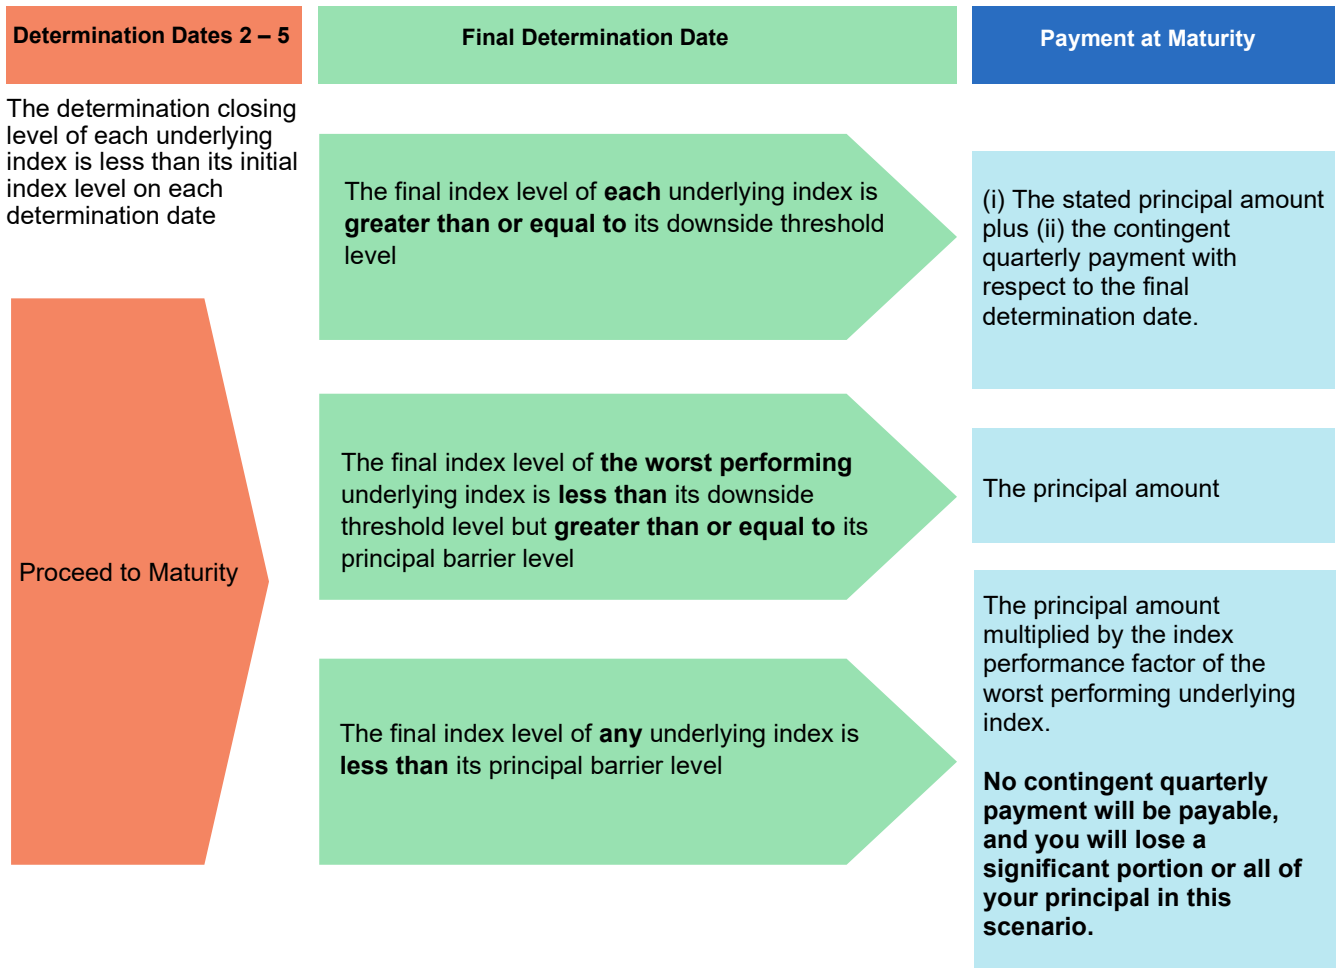 Determination Dates 2 – 5
The determination closing
level of each underlying
index is less than its initial
index level on each
determination date
Proceed to Maturity
Final Determination Date
The final index level of each underlying index is
greater than or equal to its downside threshold
level
The final index level of the worst performing
underlying index is less than its downside
threshold level but greater than or equal to its
principal barrier level
The final index level of any underlying index is
less than its principal barrier level
Payment at Maturity
(i) The stated principal amount
plus (ii) the contingent
quarterly payment with
respect to the final
determination date.
The principal amount
The principal amount
multiplied by the index
performance factor of the
worst performing underlying
index.
No contingent quarterly
payment will be payable,
and you will lose a
significant portion or all of
your principal in this
scenario.